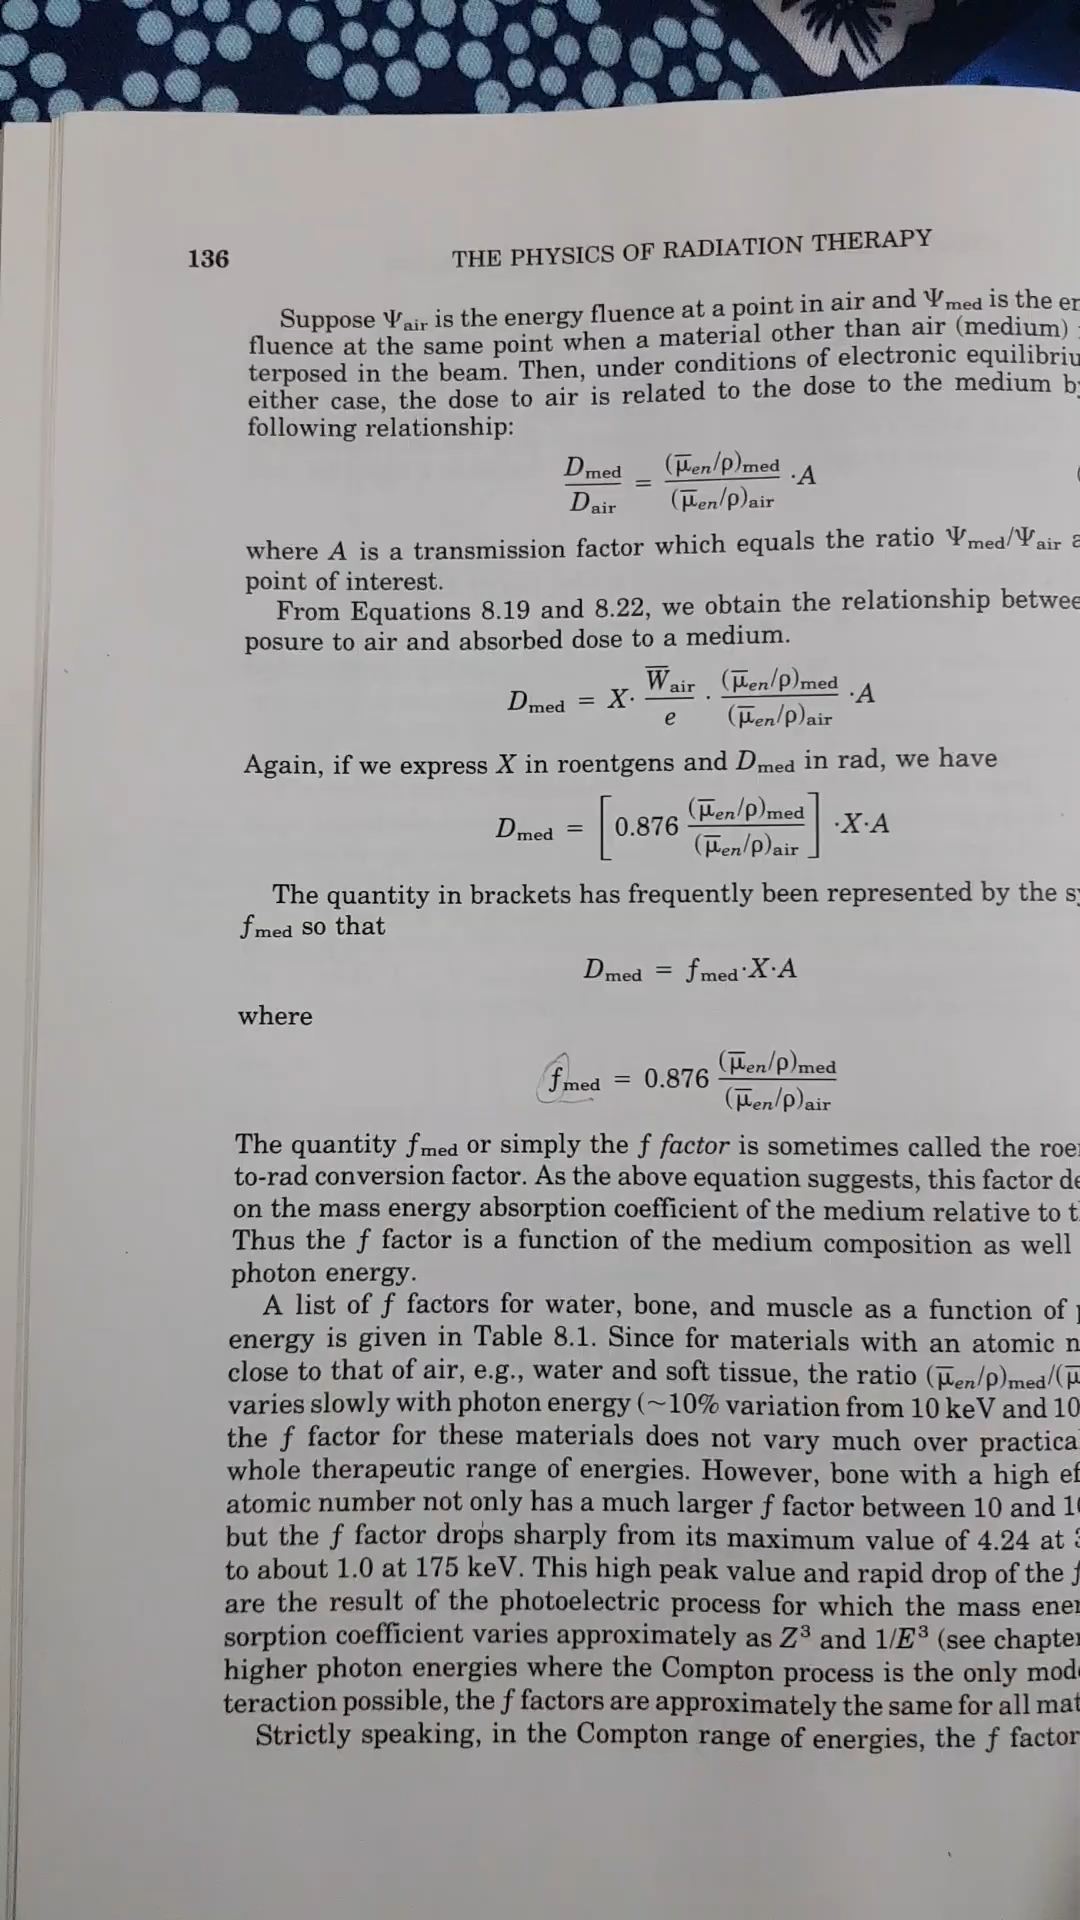 136 THE PHYSICS OF RADIATION THERAPY
Suppose Ψair is the energy fluence at a point in air and Ψmed is the
fluence at the same point when a material other than air (medium)
terposed in the beam. Then, under conditions of electronic
either case, the dose to air is related to the dose to the medium
following relationship:
Dmed/Dair = (μ̅en/ρ)med/(μ̅en/ρ)air ·A
where A is a transmission factor which equals the ratio Ψmed/Ψair
point of interest.
From Equations 8.19 and 8.22, we obtain the relationship
posure to air and absorbed dose to a medium.
Dmed = X· W̅air/e · (μ̅en/ρ)med/(μ̅en/ρ)air ·A
Again, if we express X in roentgens and Dmed in rad, we have
Dmed = [0.876 (μ̅en/ρ)med/(μ̅en/ρ)air] ·X·A
The quantity in brackets has frequently been represented by the
fmed so that
Dmed = fmed·X·A
where
fmed = 0.876 (μ̅en/ρ)med/(μ̅en/ρ)air
The quantity fmed or simply the f factor is sometimes called the
to-rad conversion factor. As the above equation suggests, this factor
on the mass energy absorption coefficient of the medium relative to
Thus the f factor is a function of the medium composition as well
photon energy.
A list of f factors for water, bone, and muscle as a function of
energy is given in Table 8.1. Since for materials with an atomic
close to that of air, e.g., water and soft tissue, the ratio (μ̅en/ρ)med/(μ̅
varies slowly with photon energy (~10% variation from 10 keV and 10
the f factor for these materials does not vary much over
whole therapeutic range of energies. However, bone with a high
atomic number not only has a much larger f factor between 10 and
but the f factor drops sharply from its maximum value of 4.24 at
to about 1.0 at 175 keV. This high peak value and rapid drop of the
are the result of the photoelectric process for which the mass
sorption coefficient varies approximately as Z³ and 1/E³ (see
higher photon energies where the Compton process is the only
teraction possible, the f factors are approximately the same for all
Strictly speaking, in the Compton range of energies, the f factor